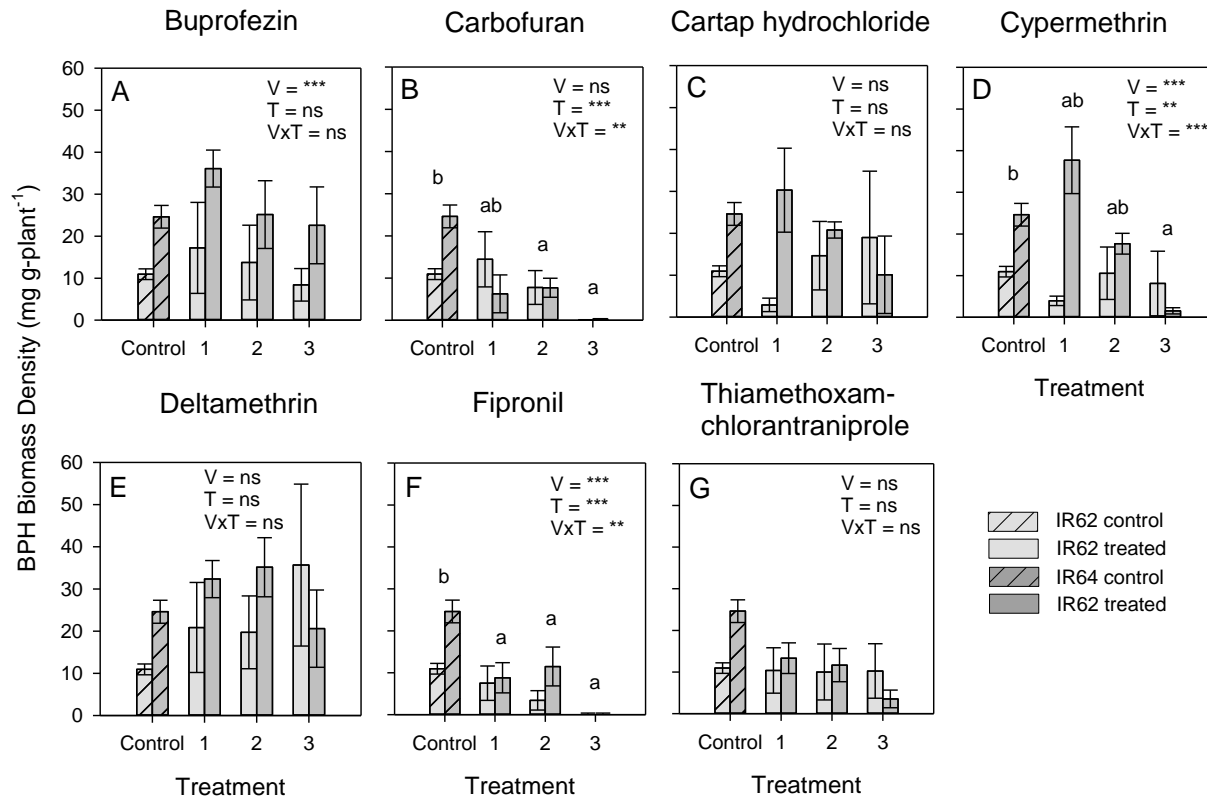 Buprofezin
Carbofuran
Cartap hydrochloride
Cypermethrin
BPH Biomass Density (mg g-plant⁻¹)
60
50
40
30
20
10
0
A
V = ***
T = ns
VxT = ns
Control 1 2 3
B
V = ns
T = ***
VxT = **
b
ab
a
a
Control 1 2 3
C
V = ns
T = ns
VxT = ns
Control 1 2 3
D
V = ***
T = **
VxT = ***
b
ab
ab
a
Control 1 2 3
Treatment
Deltamethrin
Fipronil
Thiamethoxam-
chlorantraniprole
60
50
40
30
20
10
0
E
V = ns
T = ns
VxT = ns
Control 1 2 3
Treatment
F
V = ***
T = ***
VxT = **
b
a
a
a
Control 1 2 3
Treatment
G
V = ns
T = ns
VxT = ns
Control 1 2 3
Treatment
IR62 control
IR62 treated
IR64 control
IR62 treated